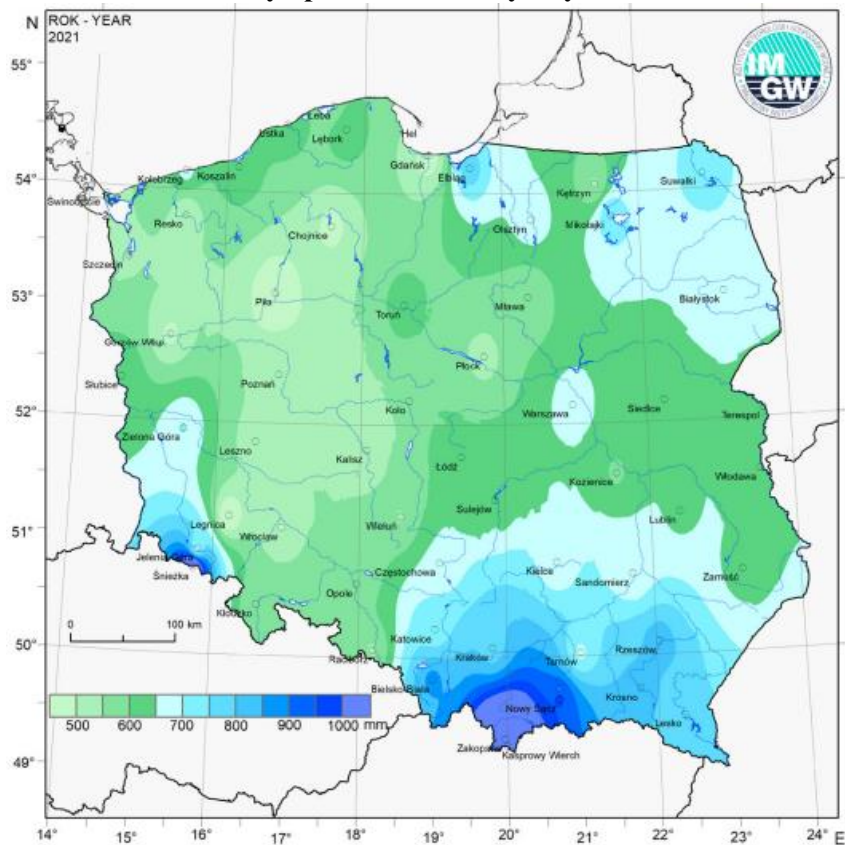 N
ROK - YEAR
2021
IMGW
55°
Łeba
Ustka
Lębork
Hel
Gdańsk
Elbląg
Kołobrzeg
Koszalin
54°
Świnoujście
Kętrzyn
Suwałki
Resko
Olsztyn
Mikołajki
Chojnice
Szczecin
53°
Piła
Toruń
Mława
Białystok
Gorzów Wlkp.
Płock
Słubice
Poznań
52°
Koło
Warszawa
Siedlce
Terespol
Zielona Góra
Leszno
Kalisz
Łódź
Kozienice
Włodawa
Sulejów
51°
Legnica
Wrocław
Wieluń
Lublin
Jelenia Góra
Śnieżka
Częstochowa
Kielce
Sandomierz
Zamość
Opole
Kłodzko
0 100 km
50°
Katowice
Racibórz
Kraków
Tarnów
Rzeszów
Bielsko-Biała
Krosno
Nowy Sącz
Lesko
500 600 700 800 900 1000 mm
Zakopane
Kasprowy Wierch
49°
14° 15° 16° 17° 18° 19° 20° 21° 22° 23° 24° E